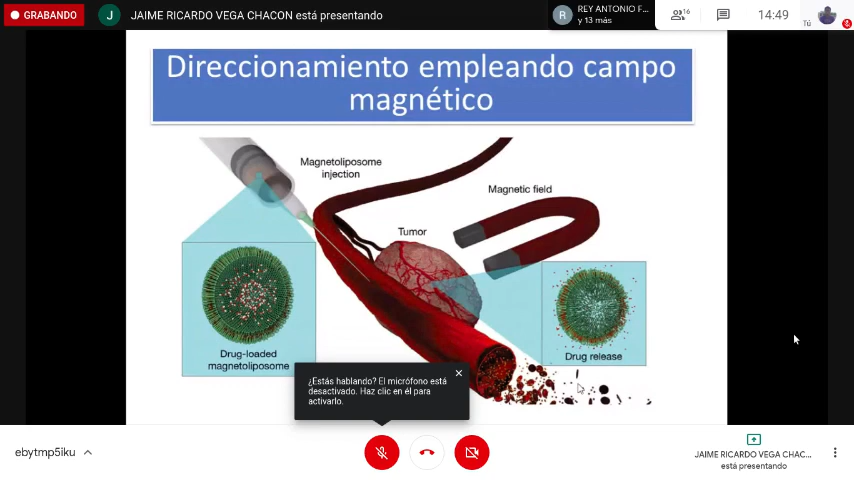 GRABANDO
J
JAIME RICARDO VEGA CHACON está presentando
R
REY ANTONIO F...
y 13 más
16
14:49
Tú
Direccionamiento empleando campo
magnético
Magnetoliposome
injection
Magnetic field
Tumor
Drug-loaded
magnetoliposome
Drug release
¿Estás hablando? El micrófono está
desactivado. Haz clic en él para
activarlo.
ebytmp5iku
JAIME RICARDO VEGA CHAC...
está presentando